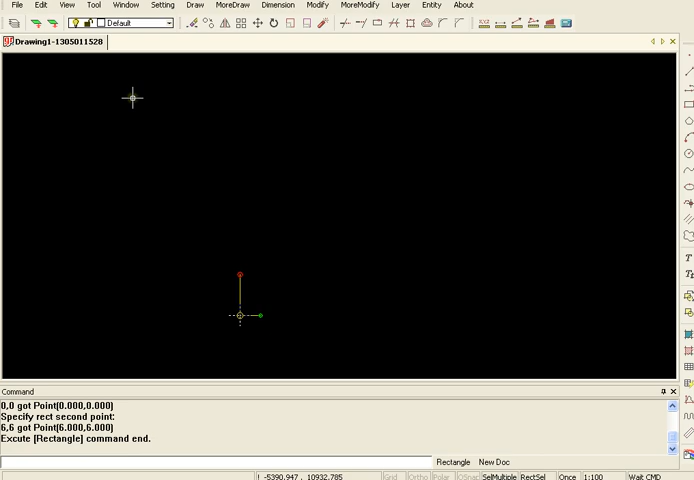 File Edit View Tool Window Setting Draw MoreDraw Dimension Modify MoreModify Layer Entity About
Default
Drawing1-1305011528
X,Y,Z
T
Command
0,0 got Point(0.000,0.000)
Specify rect second point:
6,6 got Point(6.000,6.000)
Excute [Rectangle] command end.
Rectangle New Doc
-5390.947 , 10932.785 Grid Ortho Polar OSnap SelMultiple RectSel Once 1:100 Wait CMD